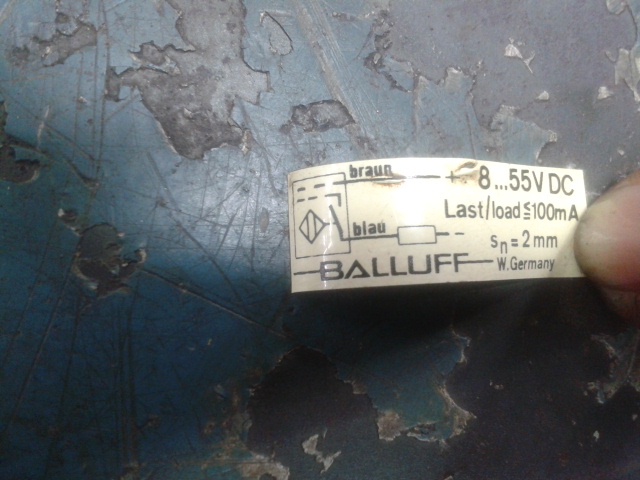 braun + 8...55V DC
Last/load≦100mA
blau − sn=2mm
BALLUFF W.Germany